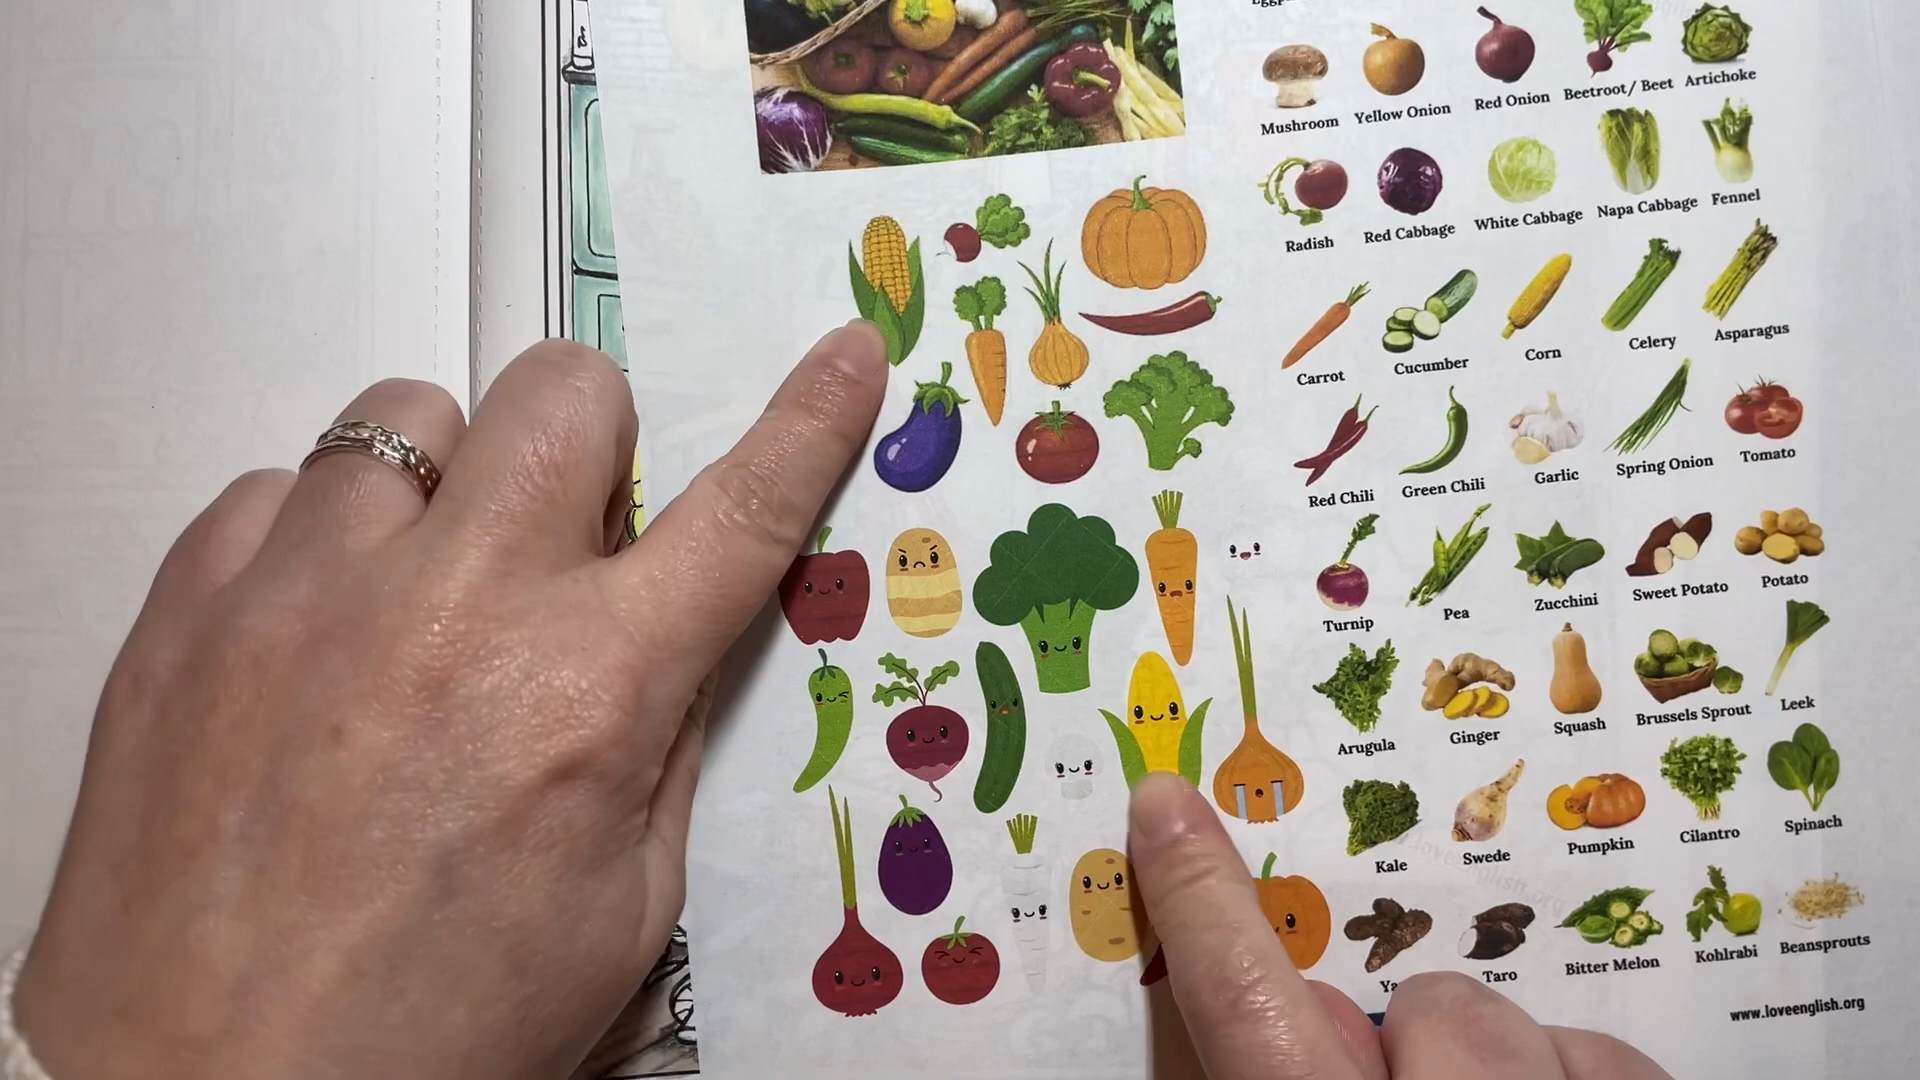 Mushroom Yellow Onion Red Onion Beetroot / Beet Artichoke
Radish Red Cabbage White Cabbage Napa Cabbage Fennel
Carrot Cucumber Corn Celery Asparagus
Red Chili Green Chili Garlic Spring Onion Tomato
Turnip Pea Zucchini Sweet Potato Potato
Arugula Ginger Squash Brussels Sprout Leek
Kale Swede Pumpkin Cilantro Spinach
Taro Bitter Melon Kohlrabi Beansprouts
www.loveenglish.org